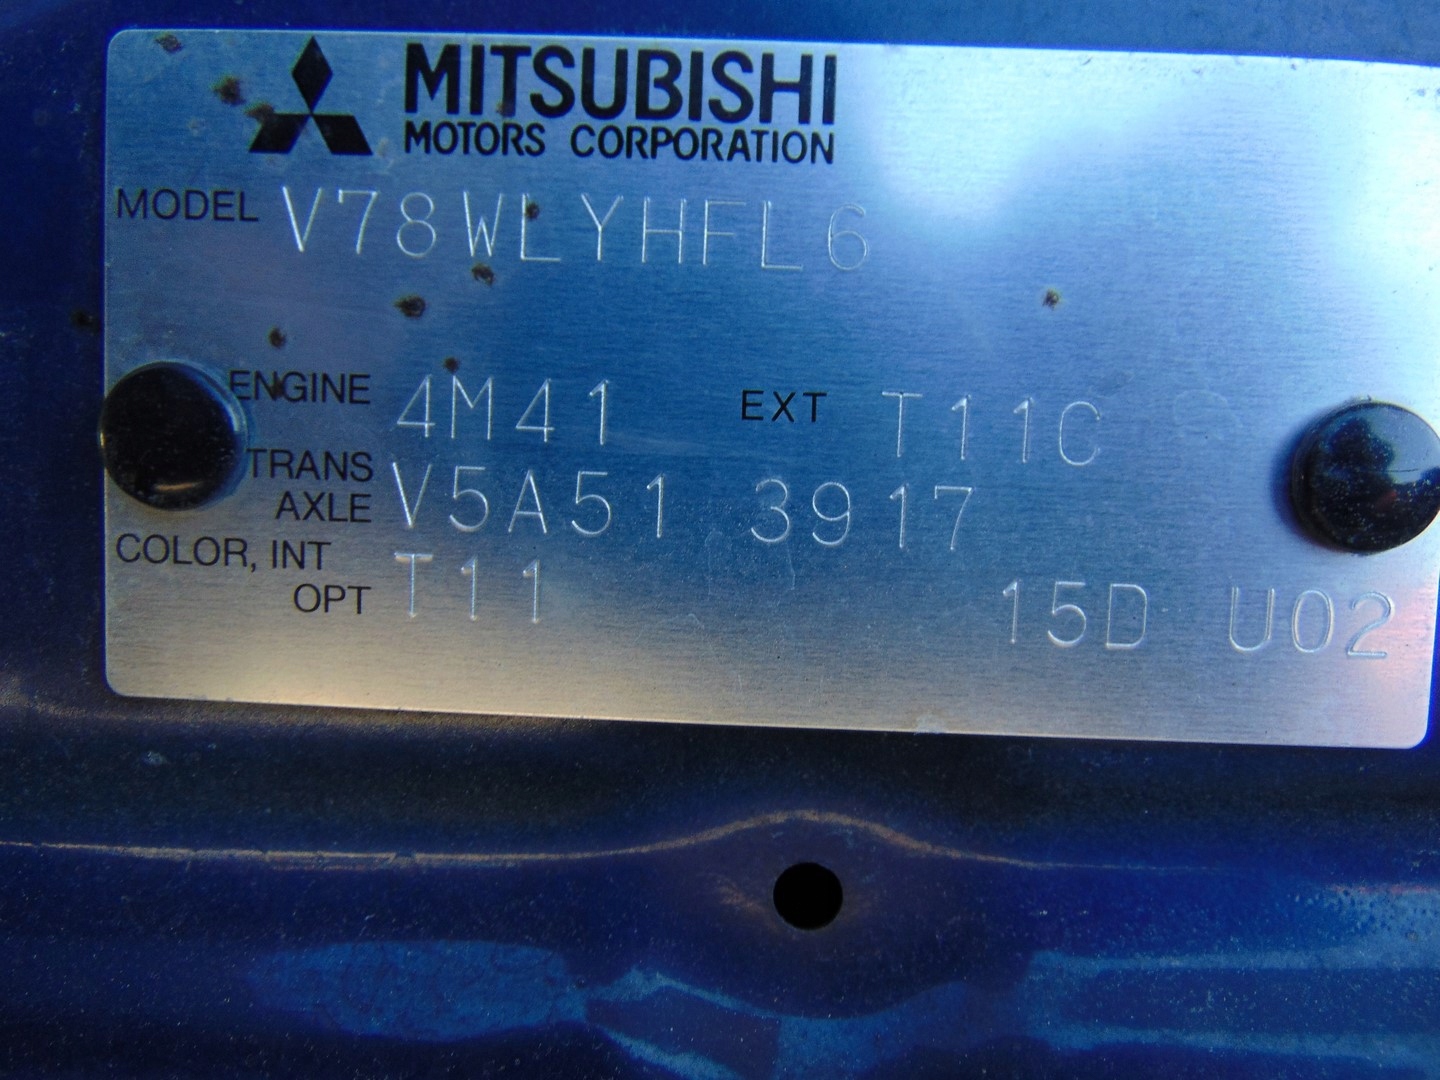 MITSUBISHI
MOTORS CORPORATION
MODEL V78WLYHFL6
ENGINE 4M41 EXT T11C
TRANS AXLE V5A51 3917
COLOR, INT OPT T11 15D U02